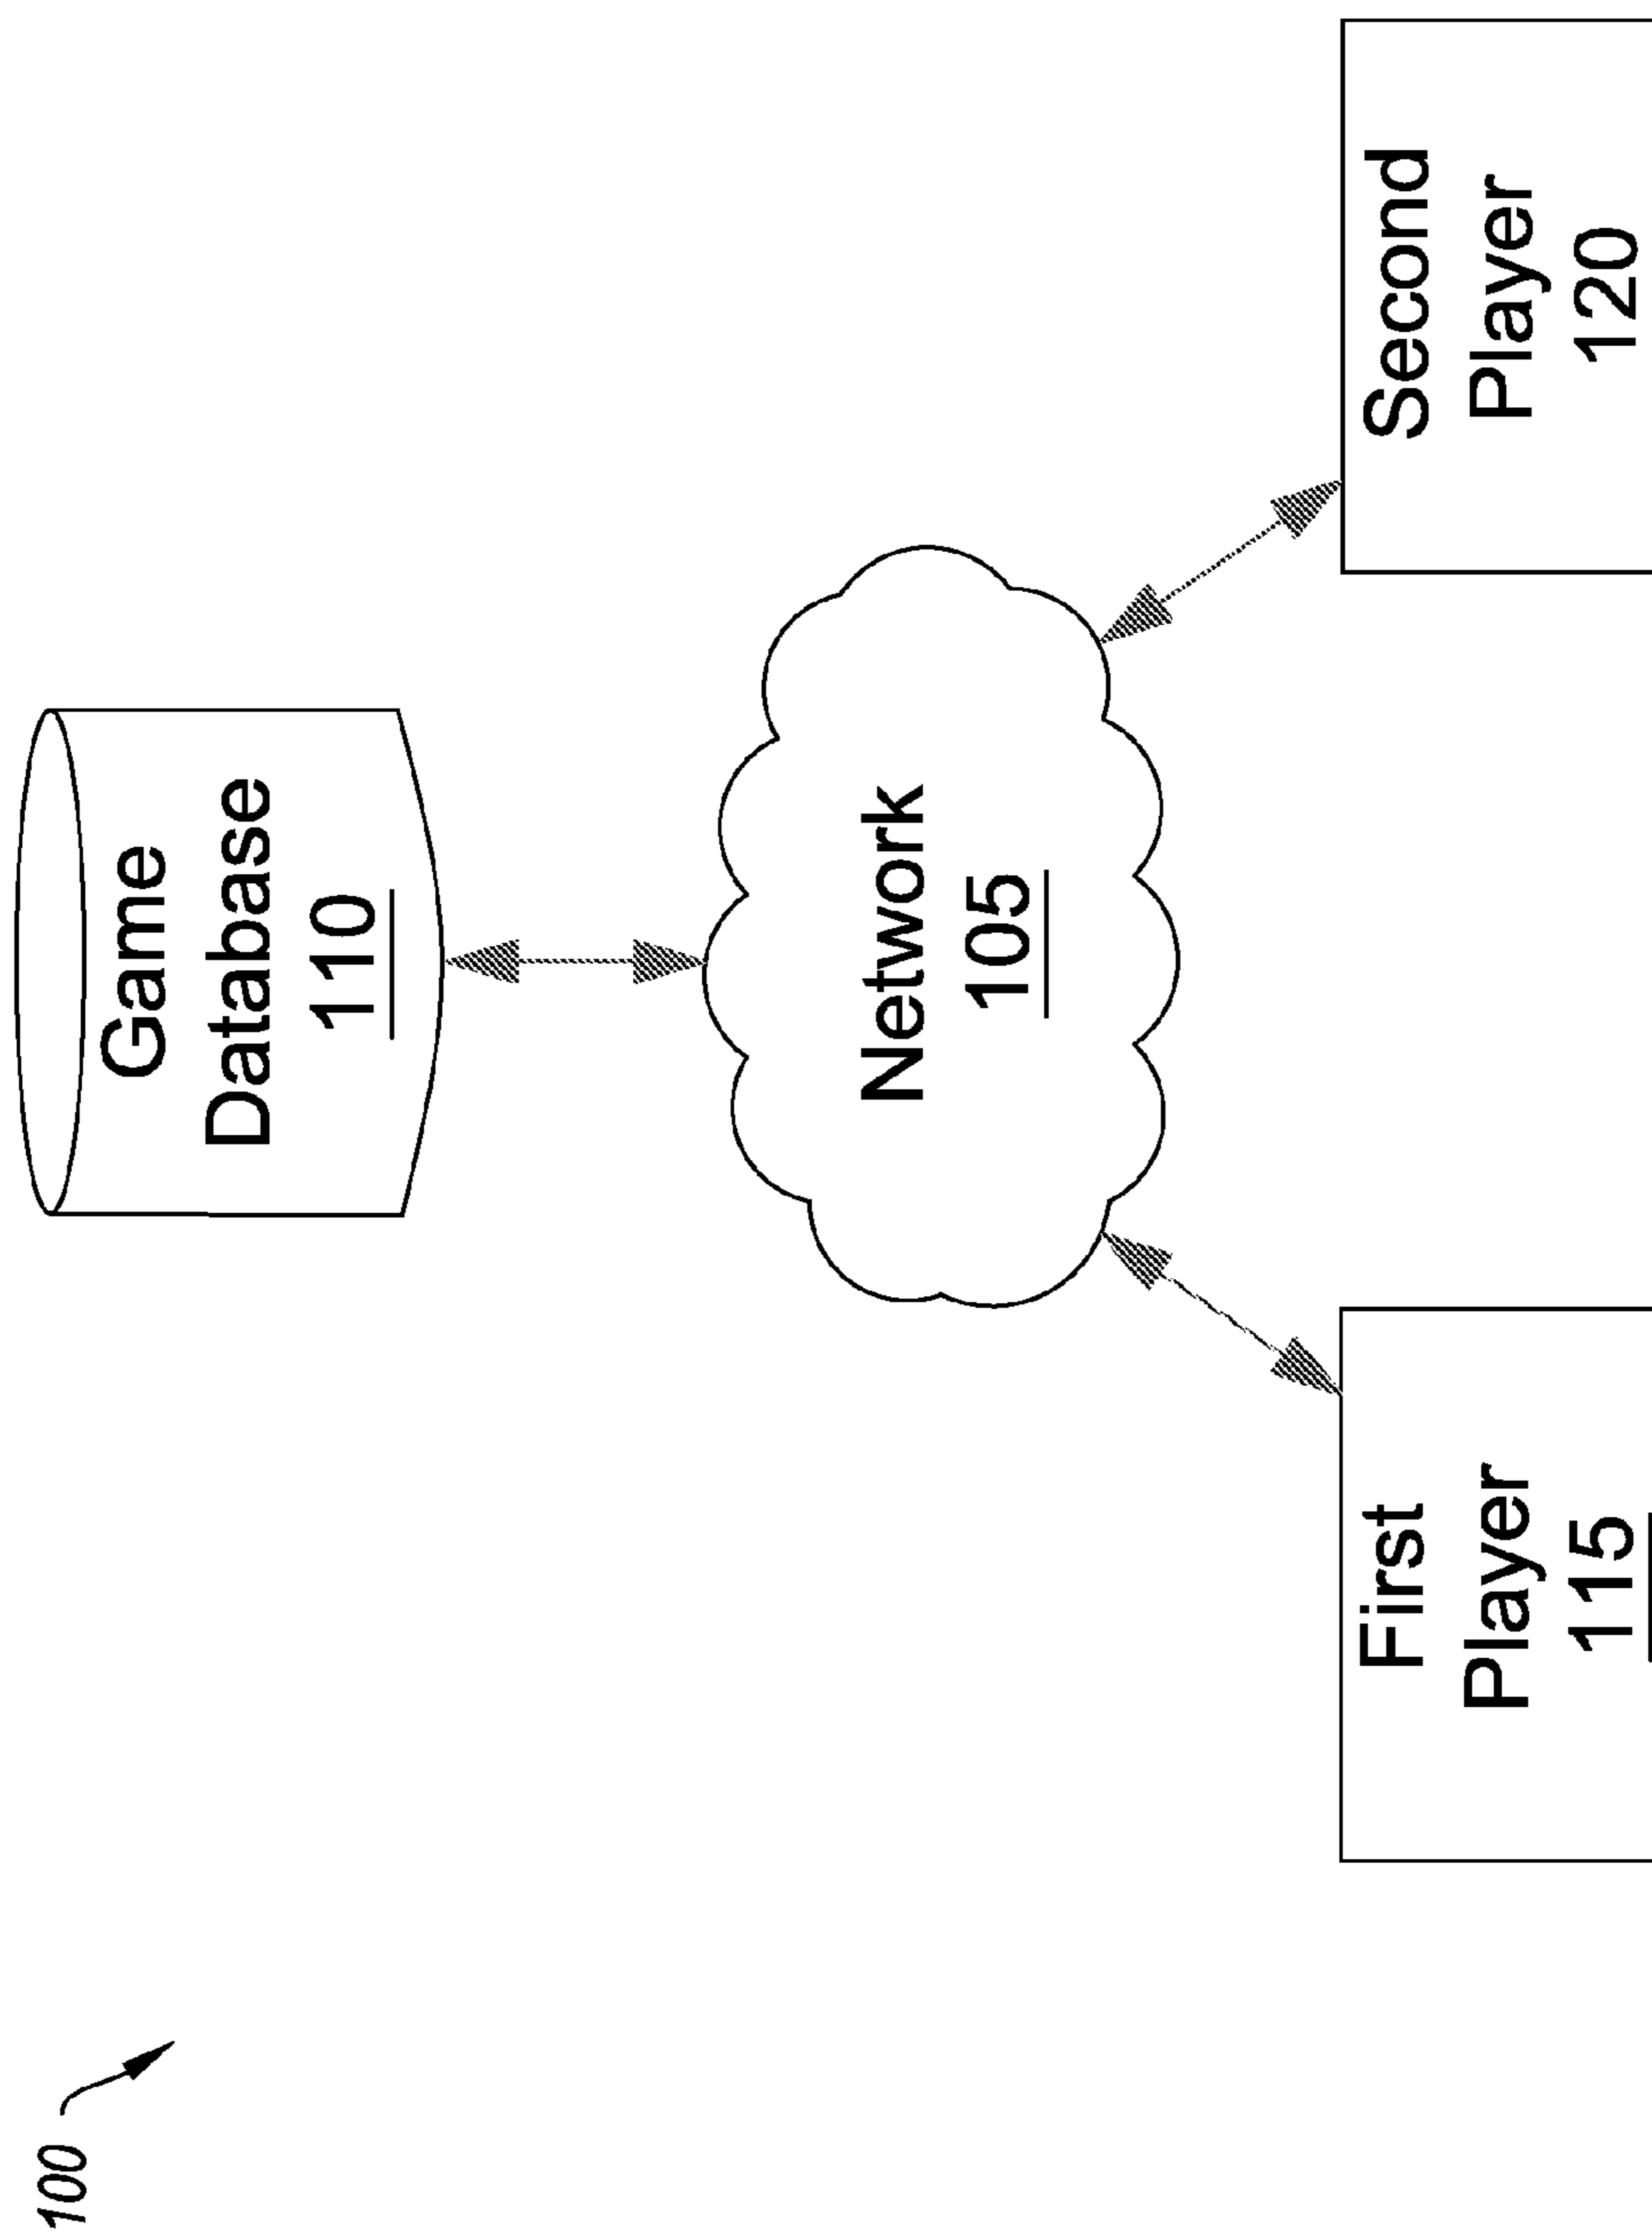 100
Game
Database
110
Network
105
First
Player
115
Second
Player
120